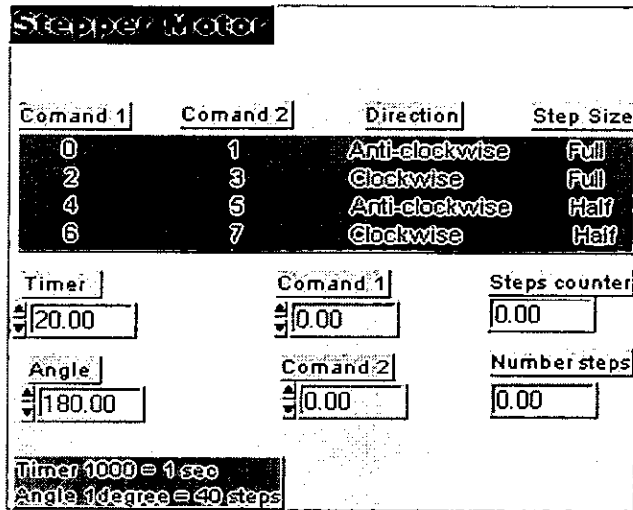 Stepper Motor
Comand 1 Comand 2 Direction Step Size
0 1 Anti-clockwise Full
2 3 Clockwise Full
4 5 Anti-clockwise Half
6 7 Clockwise Half
Timer Comand 1 Steps counter
20.00 0.00 0.00
Angle Comand 2 Number steps
180.00 0.00 0.00
Timer 1000 = 1 sec
Angle 1degree = 40 steps